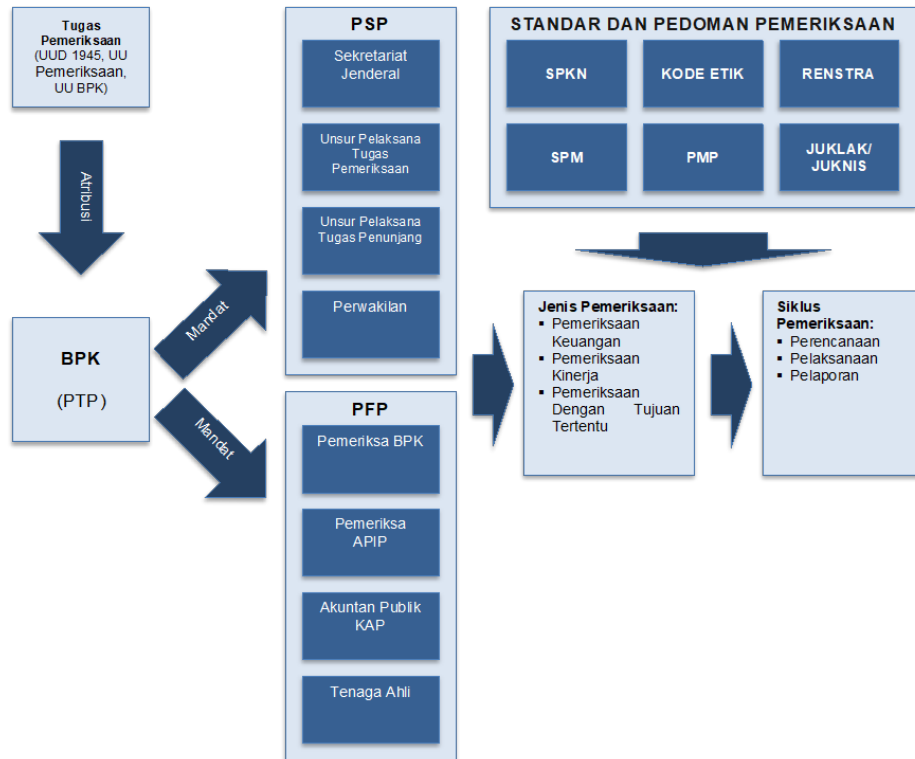 Tugas
Pemeriksaan
(UUD 1945, UU
Pemeriksaan,
UU BPK)
Atribusi
BPK
(PTP)
Mandat
Mandat
PSP
Sekretariat
Jenderal
Unsur Pelaksana
Tugas
Pemeriksaan
Unsur Pelaksana
Tugas Penunjang
Perwakilan
PFP
Pemeriksa BPK
Pemeriksa
APIP
Akuntan Publik
KAP
Tenaga Ahli
STANDAR DAN PEDOMAN PEMERIKSAAN
SPKN
KODE ETIK
RENSTRA
SPM
PMP
JUKLAK/
JUKNIS
Jenis Pemeriksaan:
▪ Pemeriksaan
Keuangan
▪ Pemeriksaan
Kinerja
▪ Pemeriksaan
Dengan Tujuan
Tertentu
Siklus
Pemeriksaan:
▪ Perencanaan
▪ Pelaksanaan
▪ Pelaporan